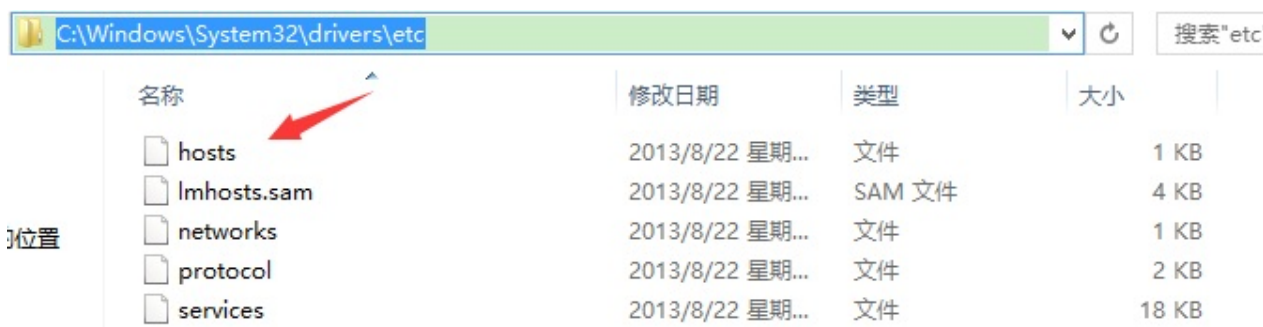 C:\Windows\System32\drivers\etc 搜索"etc"
名称 修改日期 类型 大小
hosts 2013/8/22 星期... 文件 1 KB
lmhosts.sam 2013/8/22 星期... SAM 文件 4 KB
的位置 networks 2013/8/22 星期... 文件 1 KB
protocol 2013/8/22 星期... 文件 2 KB
services 2013/8/22 星期... 文件 18 KB